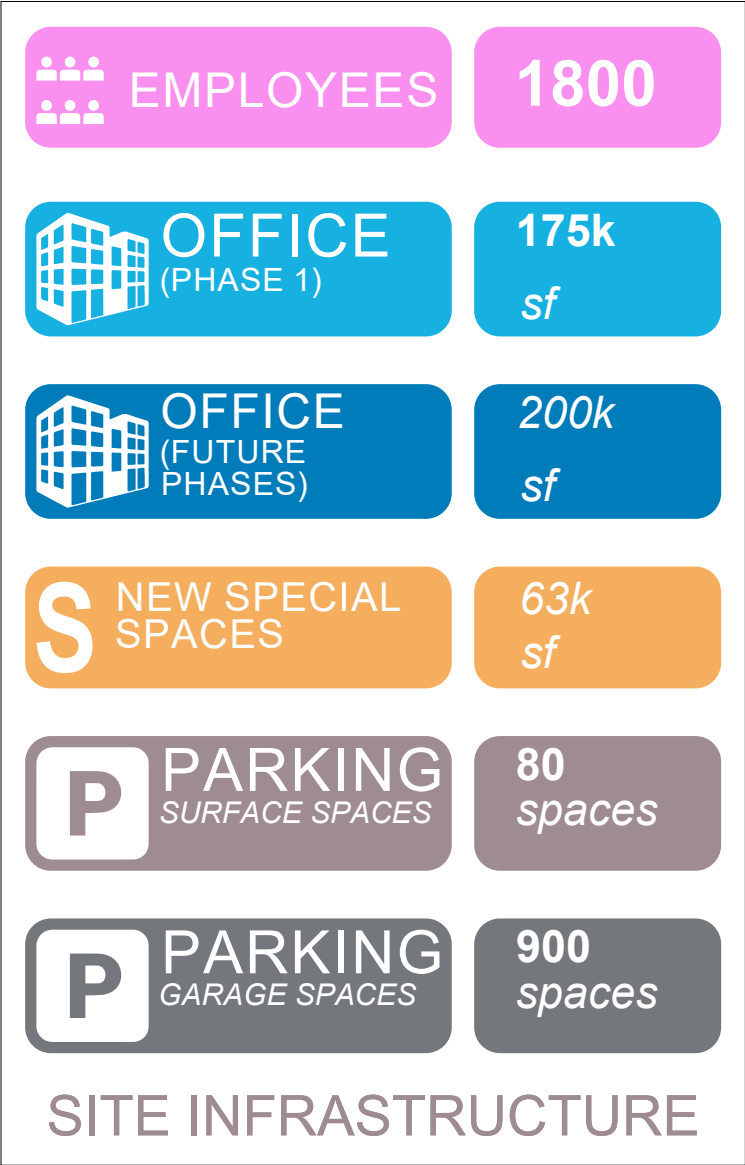 EMPLOYEES 1800
OFFICE
(PHASE 1)
175k
sf
OFFICE
(FUTURE
PHASES)
200k
sf
S
NEW SPECIAL
SPACES
63k
sf
P
PARKING
SURFACE SPACES
80
spaces
P
PARKING
GARAGE SPACES
900
spaces
SITE INFRASTRUCTURE